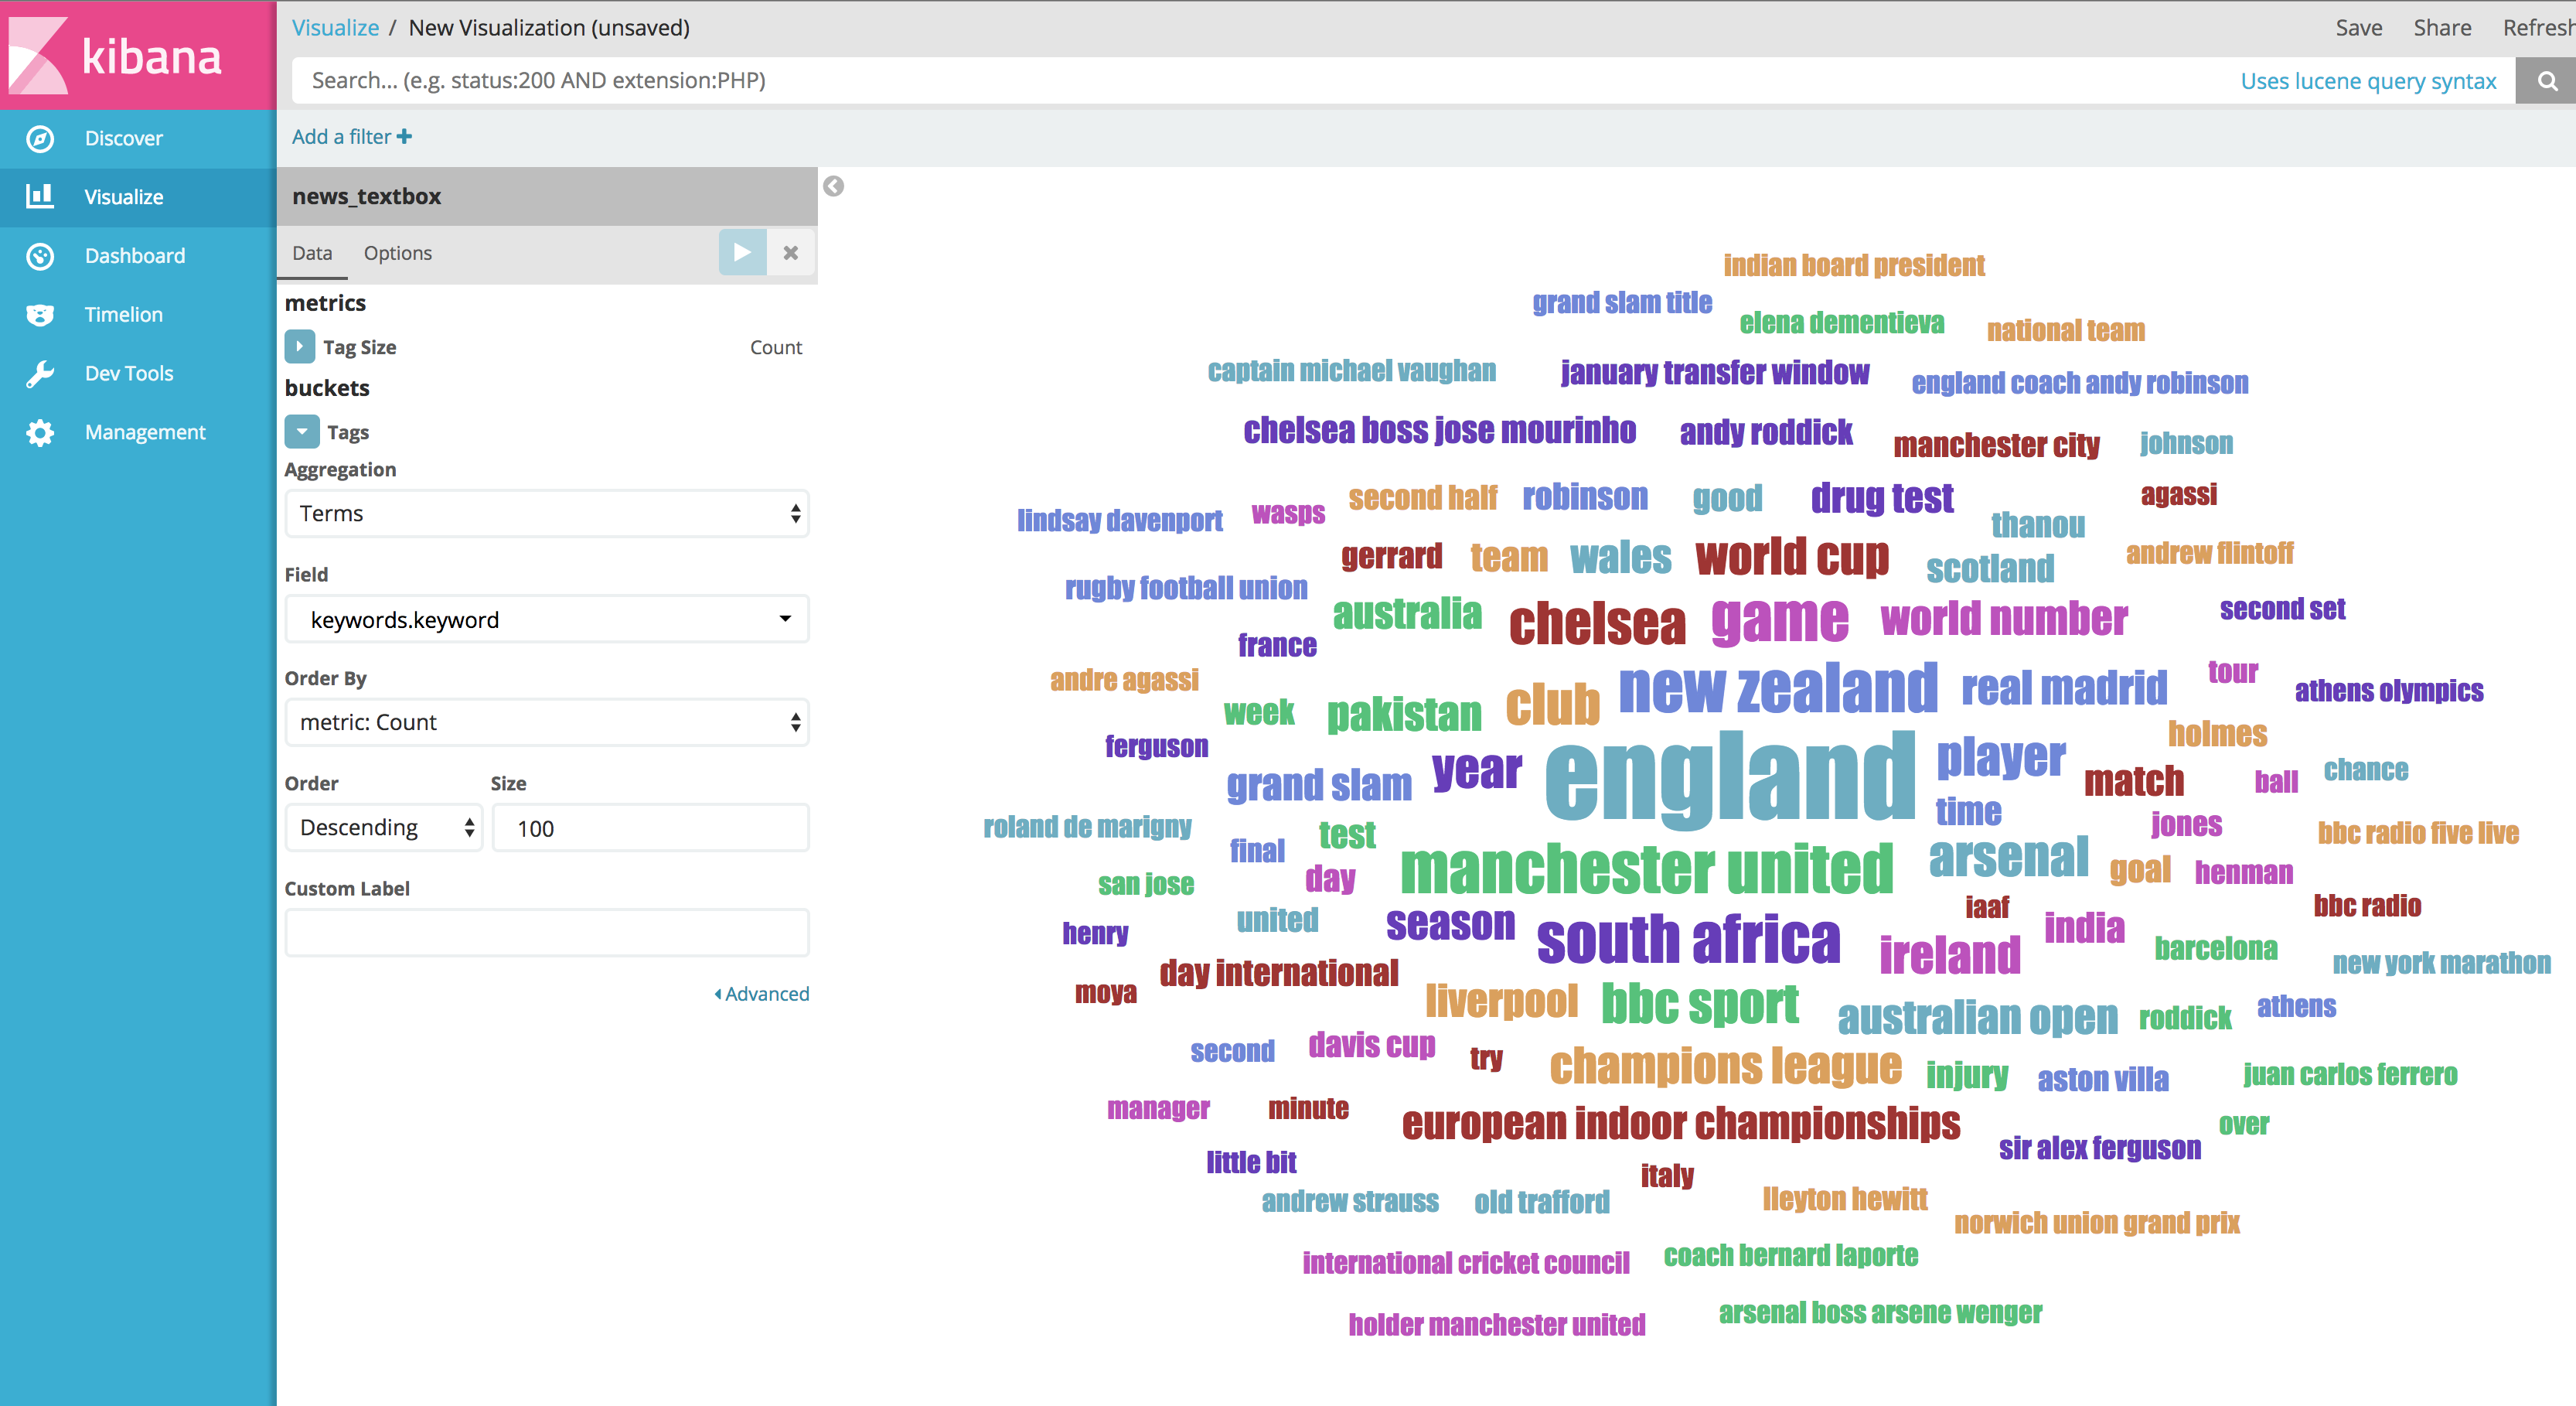 kibana
Visualize / New Visualization (unsaved)
Save Share Refresh
Search... (e.g. status:200 AND extension:PHP)
Uses lucene query syntax
Add a filter +
Discover
Visualize
Dashboard
Timelion
Dev Tools
Management
news_textbox
Data Options
metrics
Tag Size Count
buckets
Tags
Aggregation
Terms
Field
keywords.keyword
Order By
metric: Count
Order Size
Descending 100
Custom Label
Advanced
indian board president
grand slam title
elena dementieva
national team
captain michael vaughan
january transfer window
england coach andy robinson
chelsea boss jose mourinho
andy roddick
manchester city
johnson
lindsay davenport
wasps
second half
robinson
good
drug test
agassi
thanou
gerrard
team
wales
world cup
scotland
andrew flintoff
rugby football union
australia
chelsea
game
world number
second set
france
andre agassi
new zealand
real madrid
tour
athens olympics
week
pakistan
club
holmes
ferguson
grand slam
year
england
player
time
match
ball
chance
roland de marigny
final
test
jones
bbc radio five live
san jose
day
manchester united
arsenal
goal
henman
iaaf
bbc radio
henry
united
season
south africa
ireland
india
barcelona
new york marathon
moya
day international
liverpool
bbc sport
australian open
roddick
athens
second
davis cup
try
champions league
injury
aston villa
juan carlos ferrero
manager
minute
european indoor championships
over
little bit
sir alex ferguson
italy
andrew strauss
old trafford
lleyton hewitt
norwich union grand prix
international cricket council
coach bernard laporte
holder manchester united
arsenal boss arsene wenger